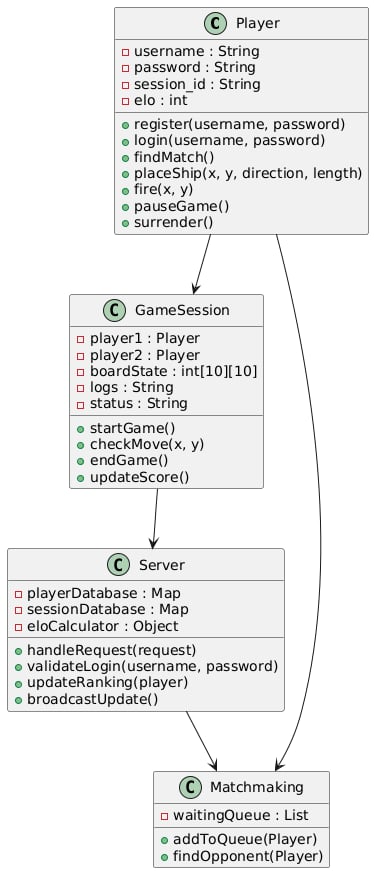 C Player
username : String
password : String
session_id : String
elo : int
register(username, password)
login(username, password)
findMatch()
placeShip(x, y, direction, length)
fire(x, y)
pauseGame()
surrender()
C GameSession
player1 : Player
player2 : Player
boardState : int[10][10]
logs : String
status : String
startGame()
checkMove(x, y)
endGame()
updateScore()
C Server
playerDatabase : Map
sessionDatabase : Map
eloCalculator : Object
handleRequest(request)
validateLogin(username, password)
updateRanking(player)
broadcastUpdate()
C Matchmaking
waitingQueue : List
addToQueue(Player)
findOpponent(Player)